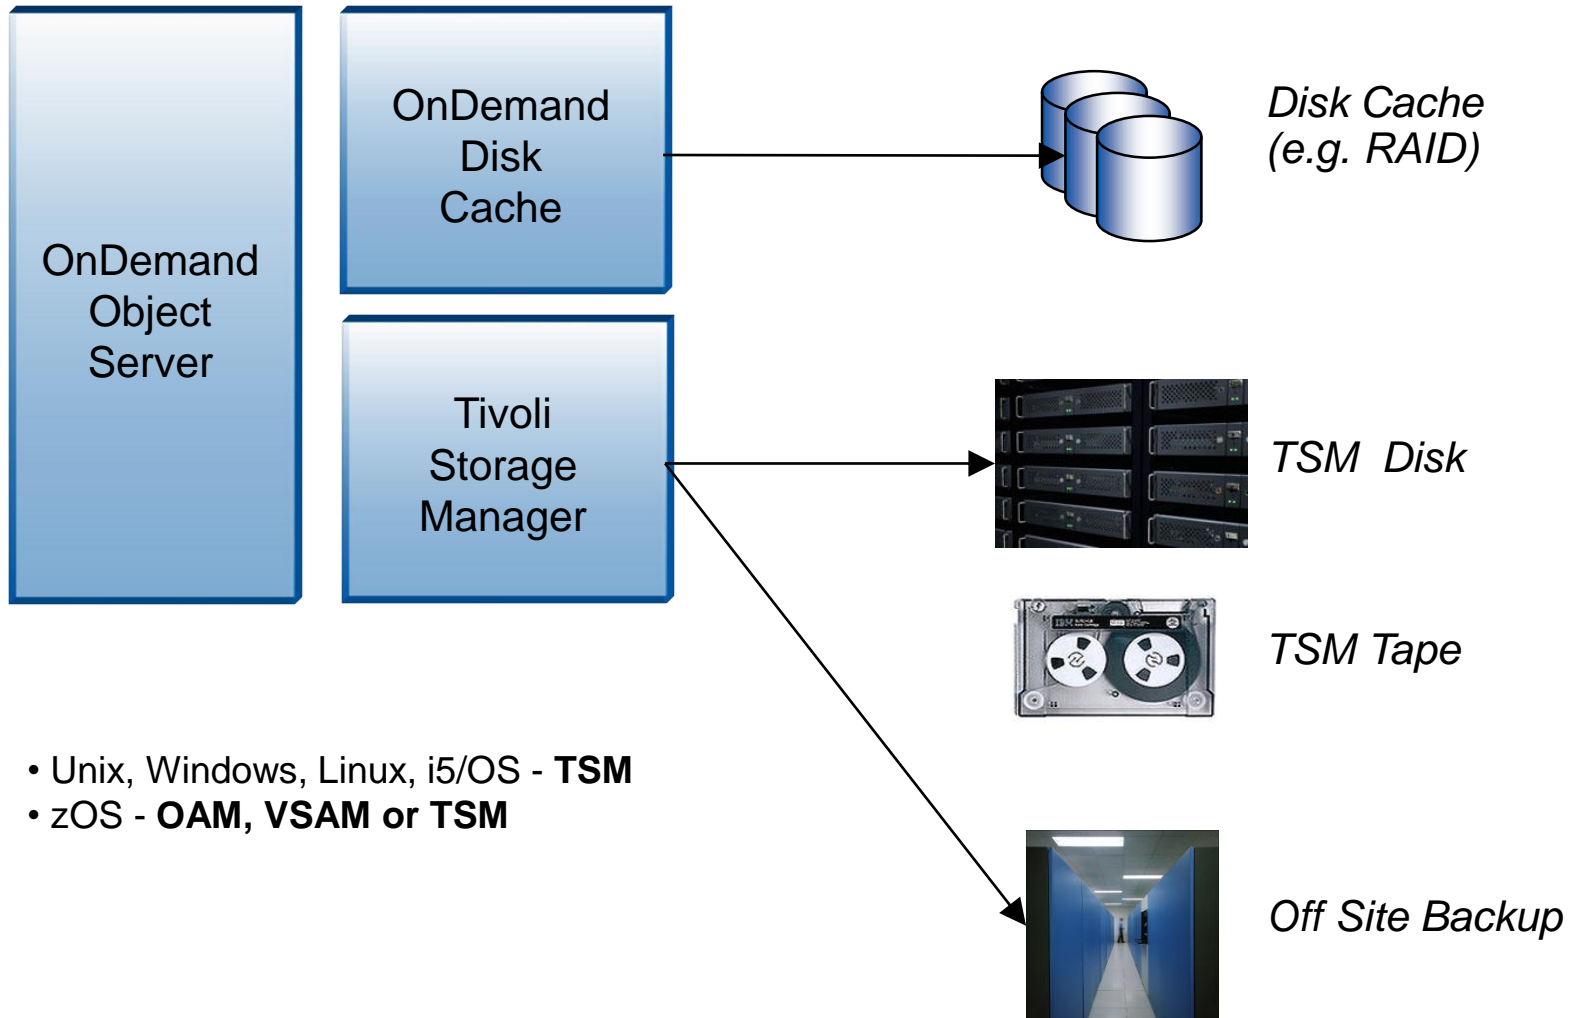 OnDemand
Object
Server
OnDemand
Disk
Cache
Tivoli
Storage
Manager
Disk Cache
(e.g. RAID)
TSM Disk
IBM
TSM Tape
Off Site Backup
• Unix, Windows, Linux, i5/OS - TSM
• zOS - OAM, VSAM or TSM